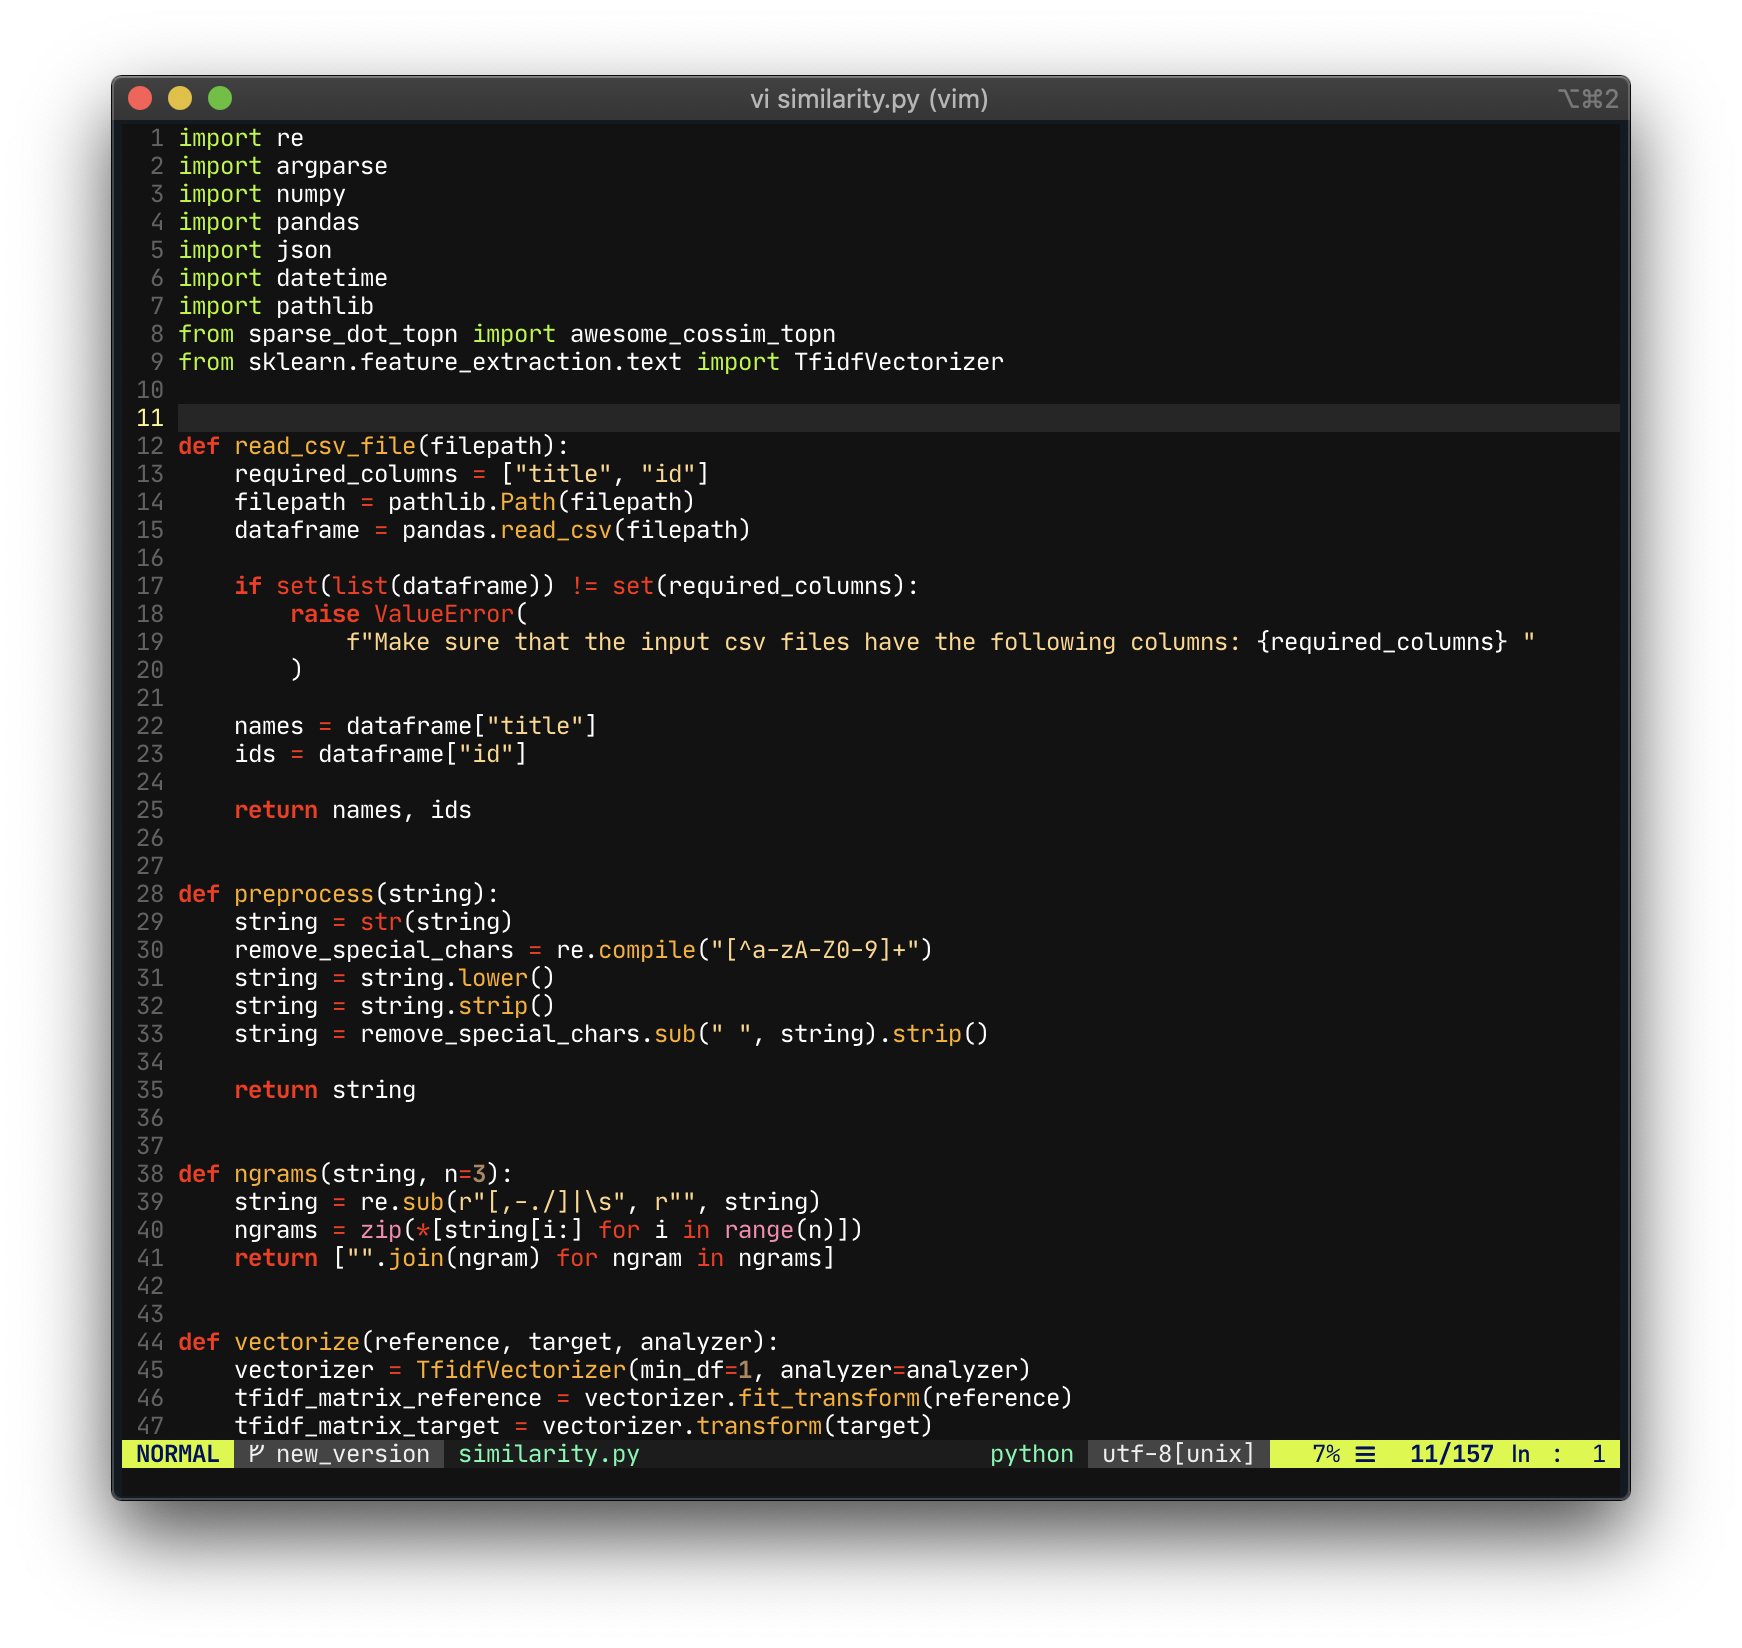 vi similarity.py (vim) ⌥⌘2
1 import re
2 import argparse
3 import numpy
4 import pandas
5 import json
6 import datetime
7 import pathlib
8 from sparse_dot_topn import awesome_cossim_topn
9 from sklearn.feature_extraction.text import TfidfVectorizer
10
11
12 def read_csv_file(filepath):
13     required_columns = ["title", "id"]
14     filepath = pathlib.Path(filepath)
15     dataframe = pandas.read_csv(filepath)
16
17     if set(list(dataframe)) != set(required_columns):
18         raise ValueError(
19             f"Make sure that the input csv files have the following columns: {required_columns} "
20         )
21
22     names = dataframe["title"]
23     ids = dataframe["id"]
24
25     return names, ids
26
27
28 def preprocess(string):
29     string = str(string)
30     remove_special_chars = re.compile("[^a-zA-Z0-9]+")
31     string = string.lower()
32     string = string.strip()
33     string = remove_special_chars.sub(" ", string).strip()
34
35     return string
36
37
38 def ngrams(string, n=3):
39     string = re.sub(r"[,-./]|\s", r"", string)
40     ngrams = zip(*[string[i:] for i in range(n)])
41     return ["".join(ngram) for ngram in ngrams]
42
43
44 def vectorize(reference, target, analyzer):
45     vectorizer = TfidfVectorizer(min_df=1, analyzer=analyzer)
46     tfidf_matrix_reference = vectorizer.fit_transform(reference)
47     tfidf_matrix_target = vectorizer.transform(target)
NORMAL new_version similarity.py python utf-8[unix] 7% ☰ 11/157 ln : 1